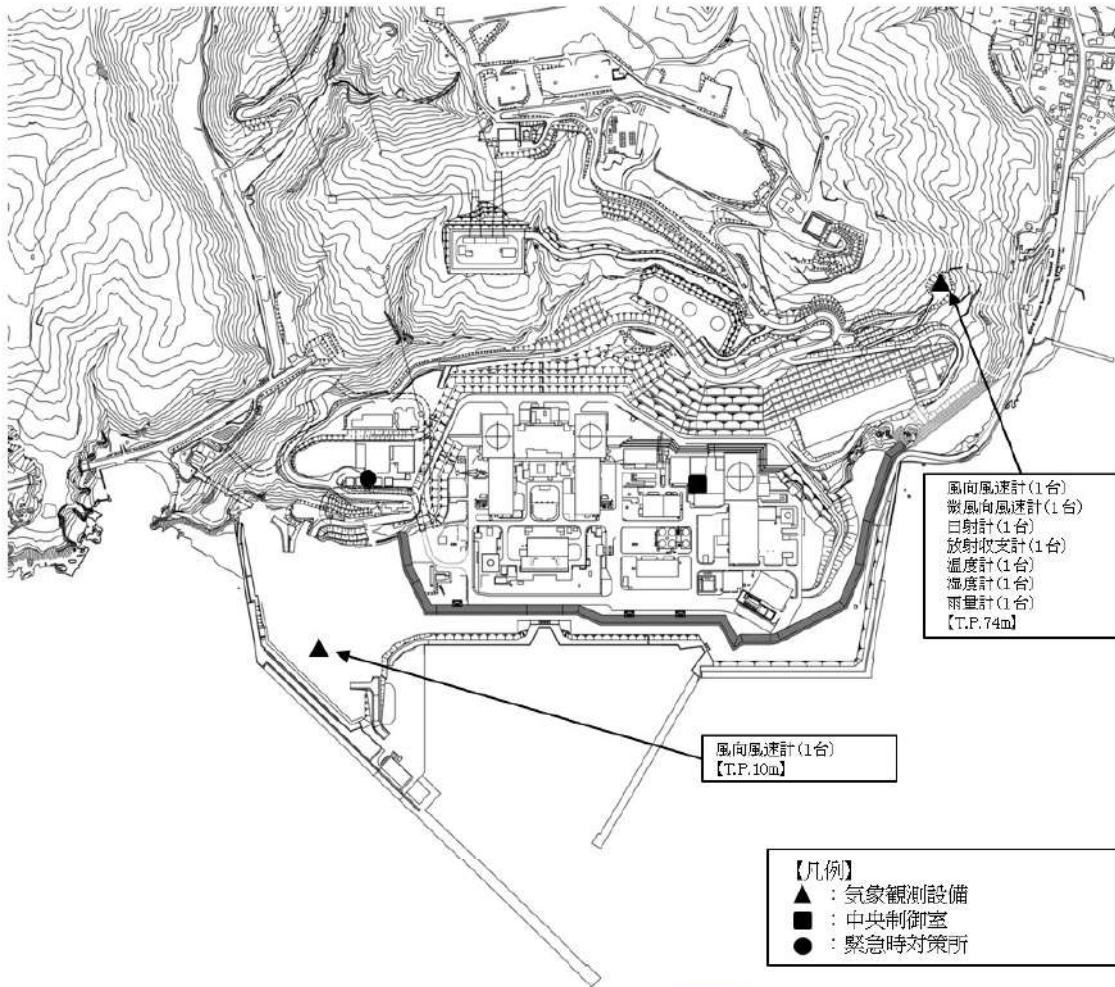 風向風速計(1台)
微風向風速計(1台)
日射計(1台)
放射収支計(1台)
温度計(1台)
湿度計(1台)
雨量計(1台)
【T.P.74m】
風向風速計(1台)
【T.P.10m】
【凡例】
▲ : 気象観測設備
■ : 中央制御室
● : 緊急時対策所